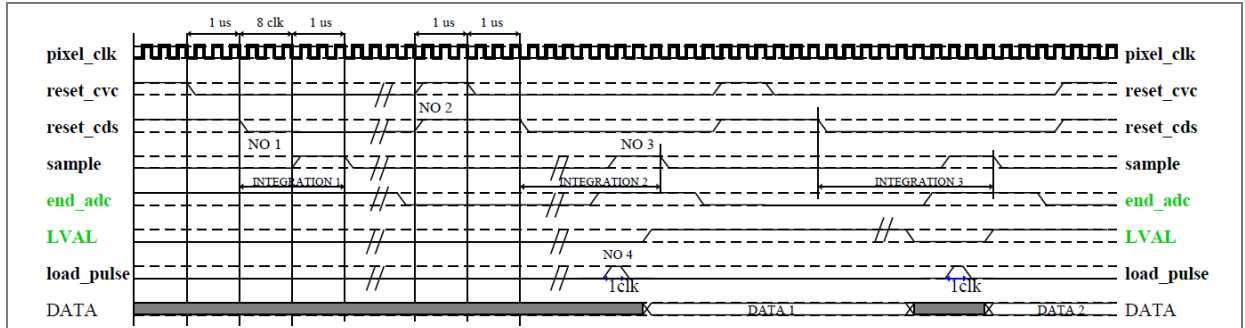 1 us 8 clk 1 us 1 us 1 us
pixel_clk pixel_clk
reset_cvc reset_cvc
NO 2
reset_cds reset_cds
NO 1 NO 3
sample sample
INTEGRATION 1 INTEGRATION 2 INTEGRATION 3
end_adc end_adc
LVAL LVAL
NO 4
load_pulse load_pulse
1clk 1clk
DATA DATA 1 DATA 2 DATA